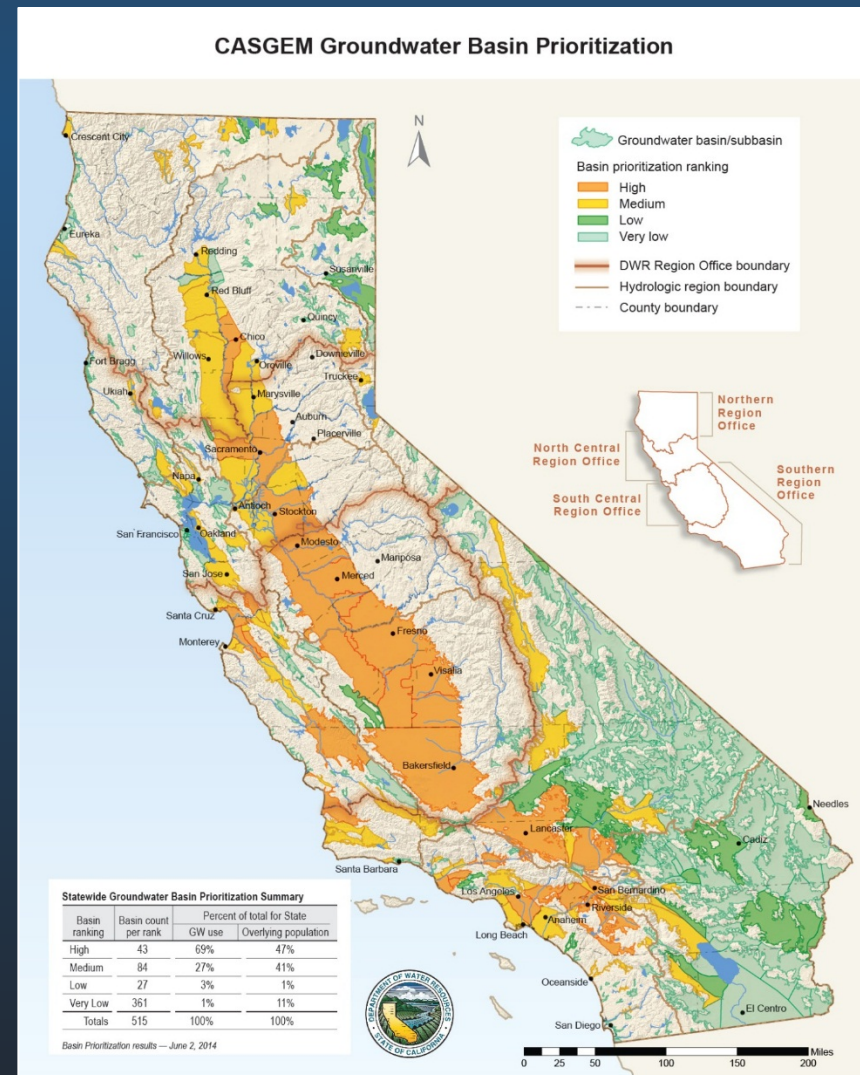 CASGEM Groundwater Basin Prioritization
N
Groundwater basin/subbasin
Basin prioritization ranking
High
Medium
Low
Very low
DWR Region Office boundary
Hydrologic region boundary
County boundary
Crescent City
Eureka
Redding
Susanville
Red Bluff
Quincy
Chico
Fort Bragg
Willows
Oroville
Downieville
Truckee
Ukiah
Marysville
Auburn
Placerville
Sacramento
Napa
Antioch
Stockton
San Francisco
Oakland
Modesto
Mariposa
San Jose
Merced
Santa Cruz
Fresno
Monterey
Visalia
Bakersfield
Needles
Lancaster
Cadiz
Santa Barbara
Los Angeles
San Bernardino
Riverside
Anaheim
Long Beach
Oceanside
El Centro
San Diego
Northern
Region
Office
North Central
Region Office
Southern
Region
Office
South Central
Region Office
Statewide Groundwater Basin Prioritization Summary
Basin ranking Basin count per rank Percent of total for State
GW use Overlying population
High 43 69% 47%
Medium 84 27% 41%
Low 27 3% 1%
Very Low 361 1% 11%
Totals 515 100% 100%
Basin Prioritization results — June 2, 2014
DEPARTMENT OF WATER RESOURCES
STATE OF CALIFORNIA
Miles
0 25 50 100 150 200